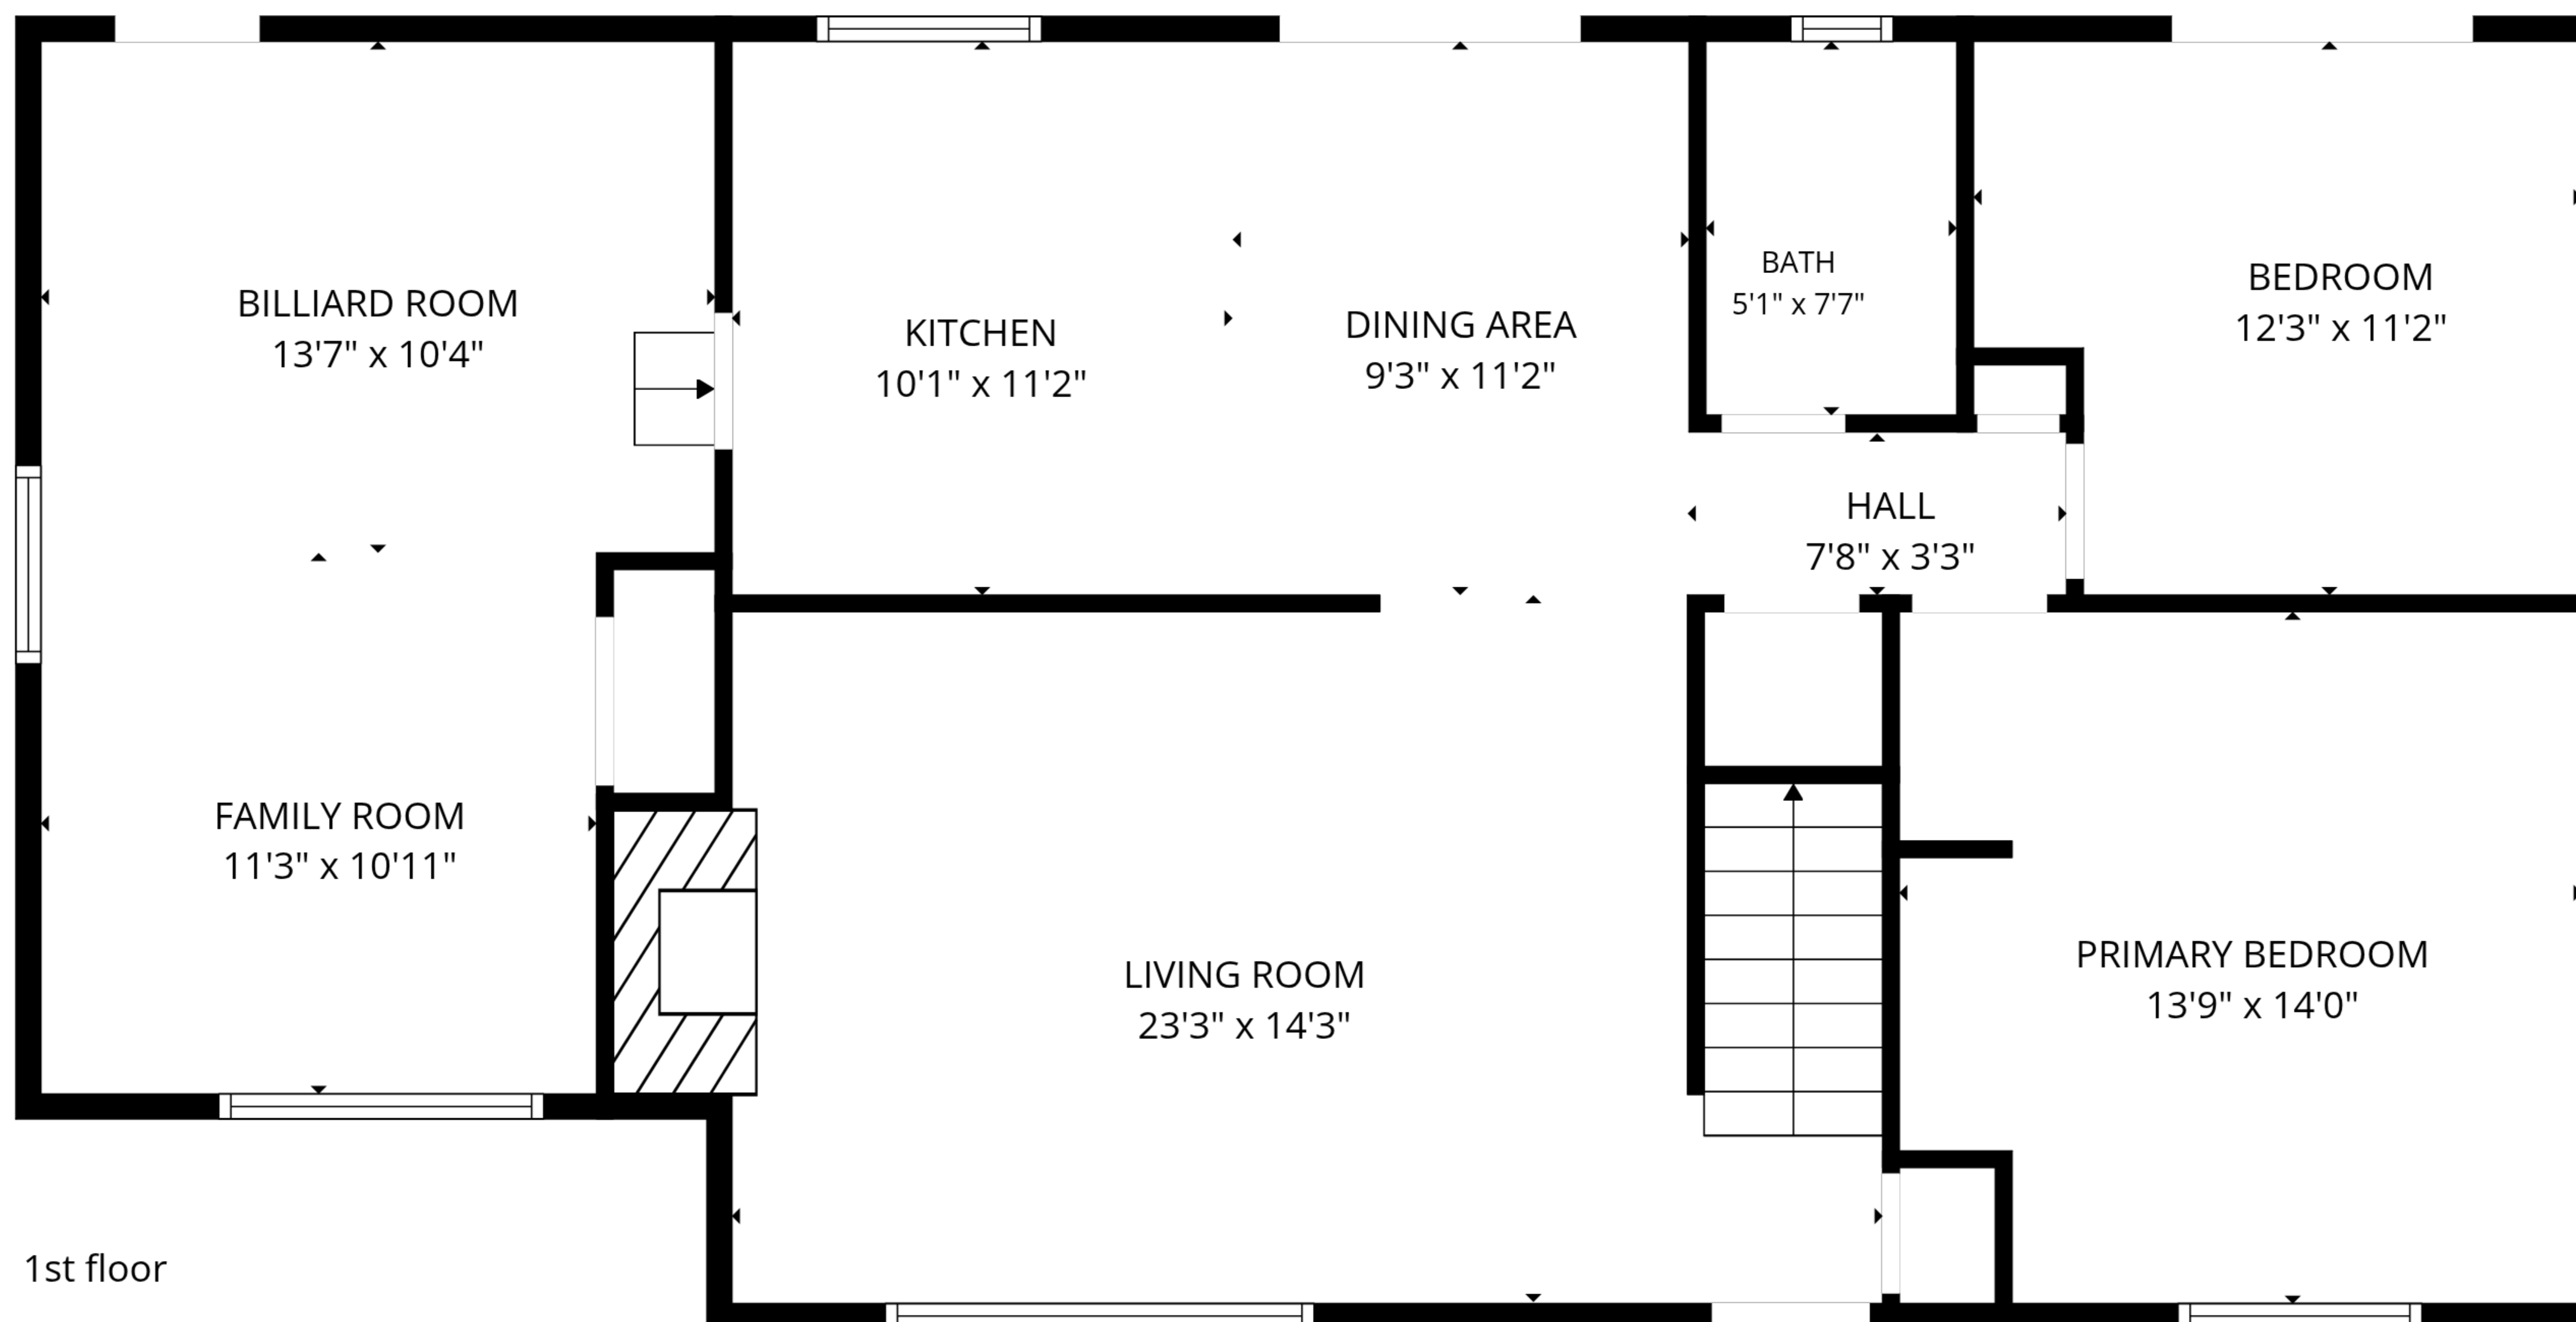 BILLIARD ROOM
13'7" x 10'4"
KITCHEN
10'1" x 11'2"
DINING AREA
9'3" x 11'2"
BATH
5'1" x 7'7"
BEDROOM
12'3" x 11'2"
HALL
7'8" x 3'3"
FAMILY ROOM
11'3" x 10'11"
LIVING ROOM
23'3" x 14'3"
PRIMARY BEDROOM
13'9" x 14'0"
1st floor